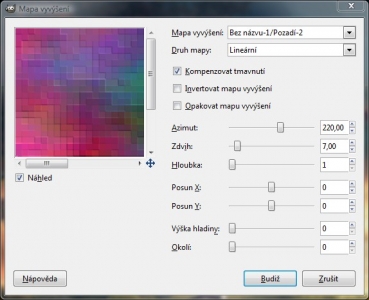 Mapa vyvýšení
Mapa vyvýšení: Bez názvu-1/Pozadí-2
Druh mapy: Lineární
Kompenzovat tmavnutí
Invertovat mapu vyvýšení
Opakovat mapu vyvýšení
Azimut: 220,00
Zdvjh: 7,00
Hloubka: 1
Posun X: 0
Posun Y: 0
Výška hladiny: 0
Okolí: 0
Náhled
Nápověda Budiž Zrušit